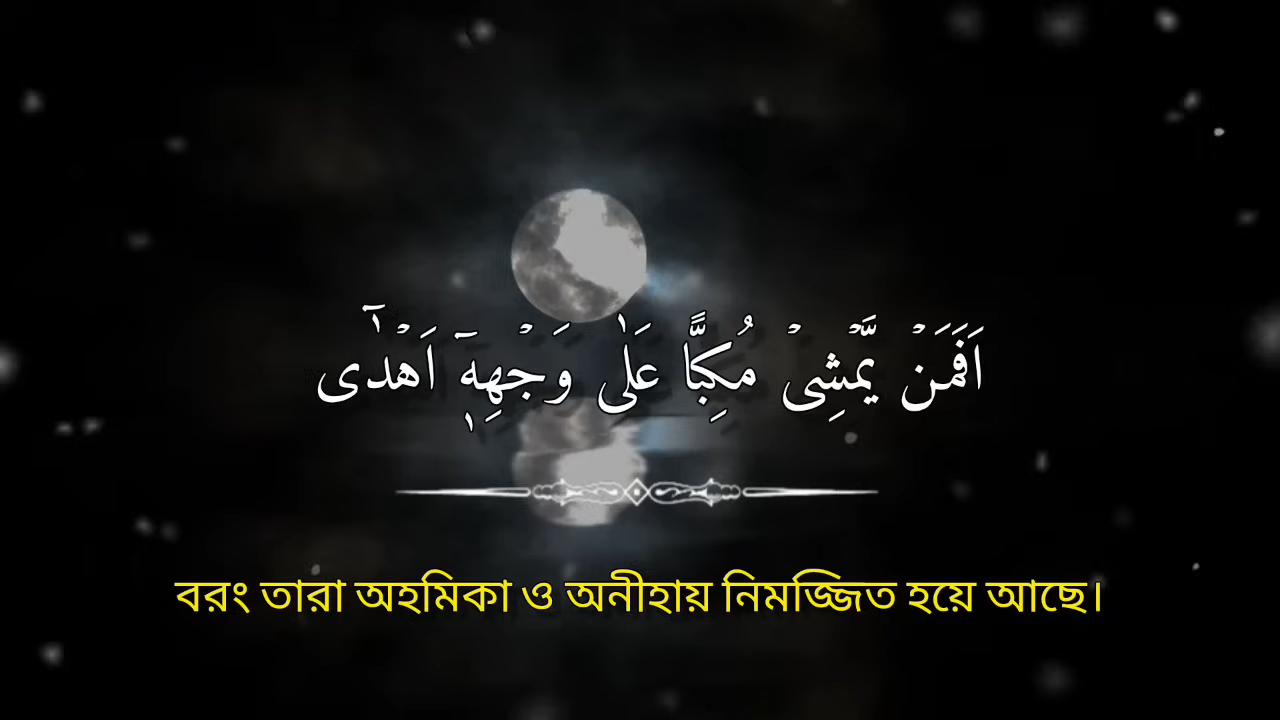 اَفَمَنۡ يَّمۡشِىۡ مُكِبًّا عَلٰى وَجۡهِهٖۤ اَهۡدٰٓى
বরং তারা অহমিকা ও অনীহায় নিমজ্জিত হয়ে আছে।